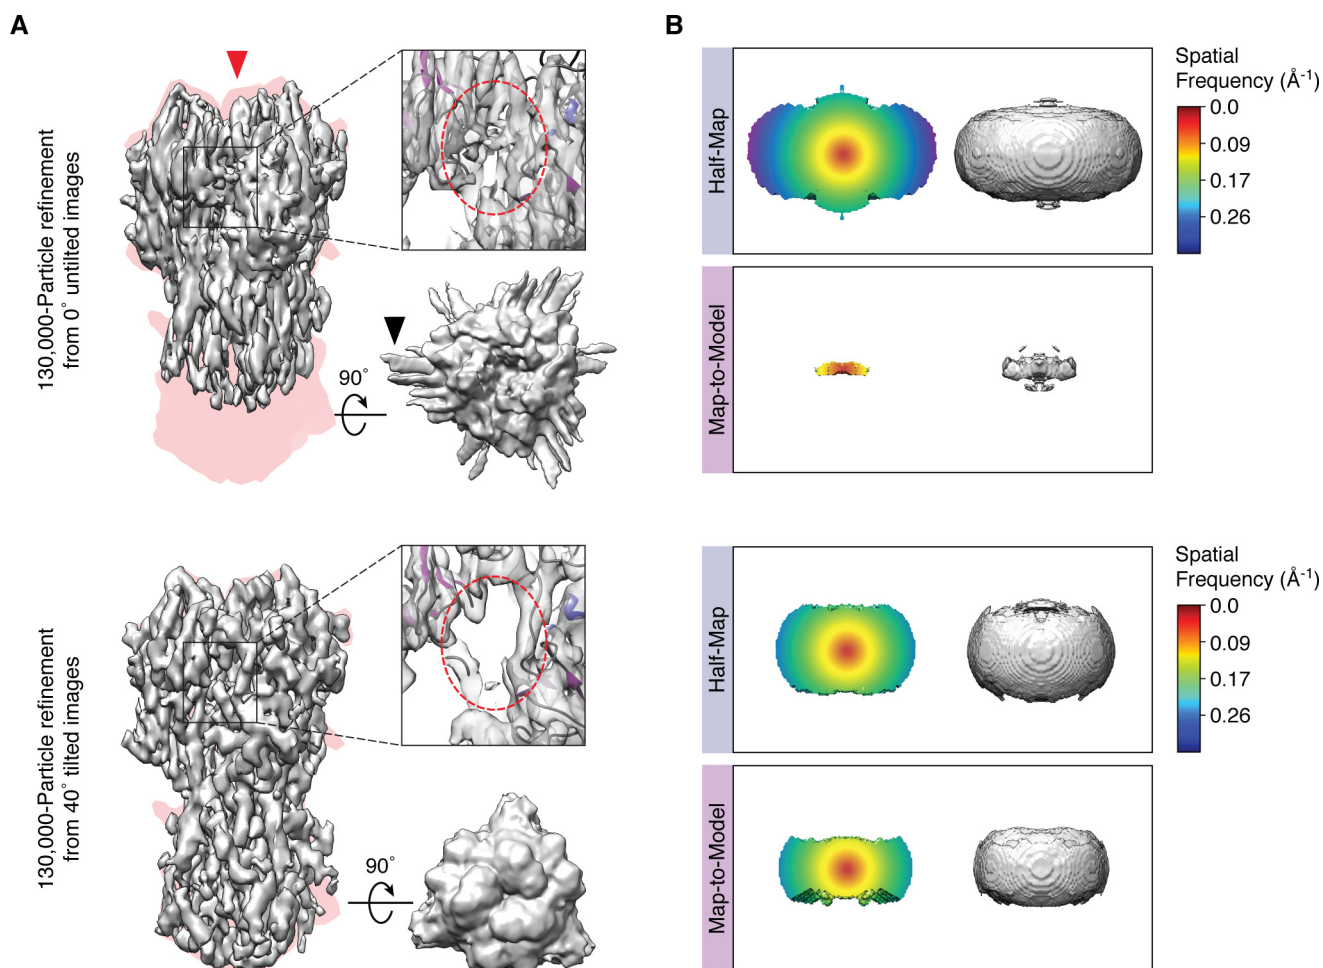 A
130,000-Particle refinement
from 0° untilted images
90°
B
Half-Map
Map-to-Model
Spatial
Frequency (Å-1)
0.0
0.09
0.17
0.26
130,000-Particle refinement
from 40° tilted images
90°
Half-Map
Map-to-Model
Spatial
Frequency (Å-1)
0.0
0.09
0.17
0.26